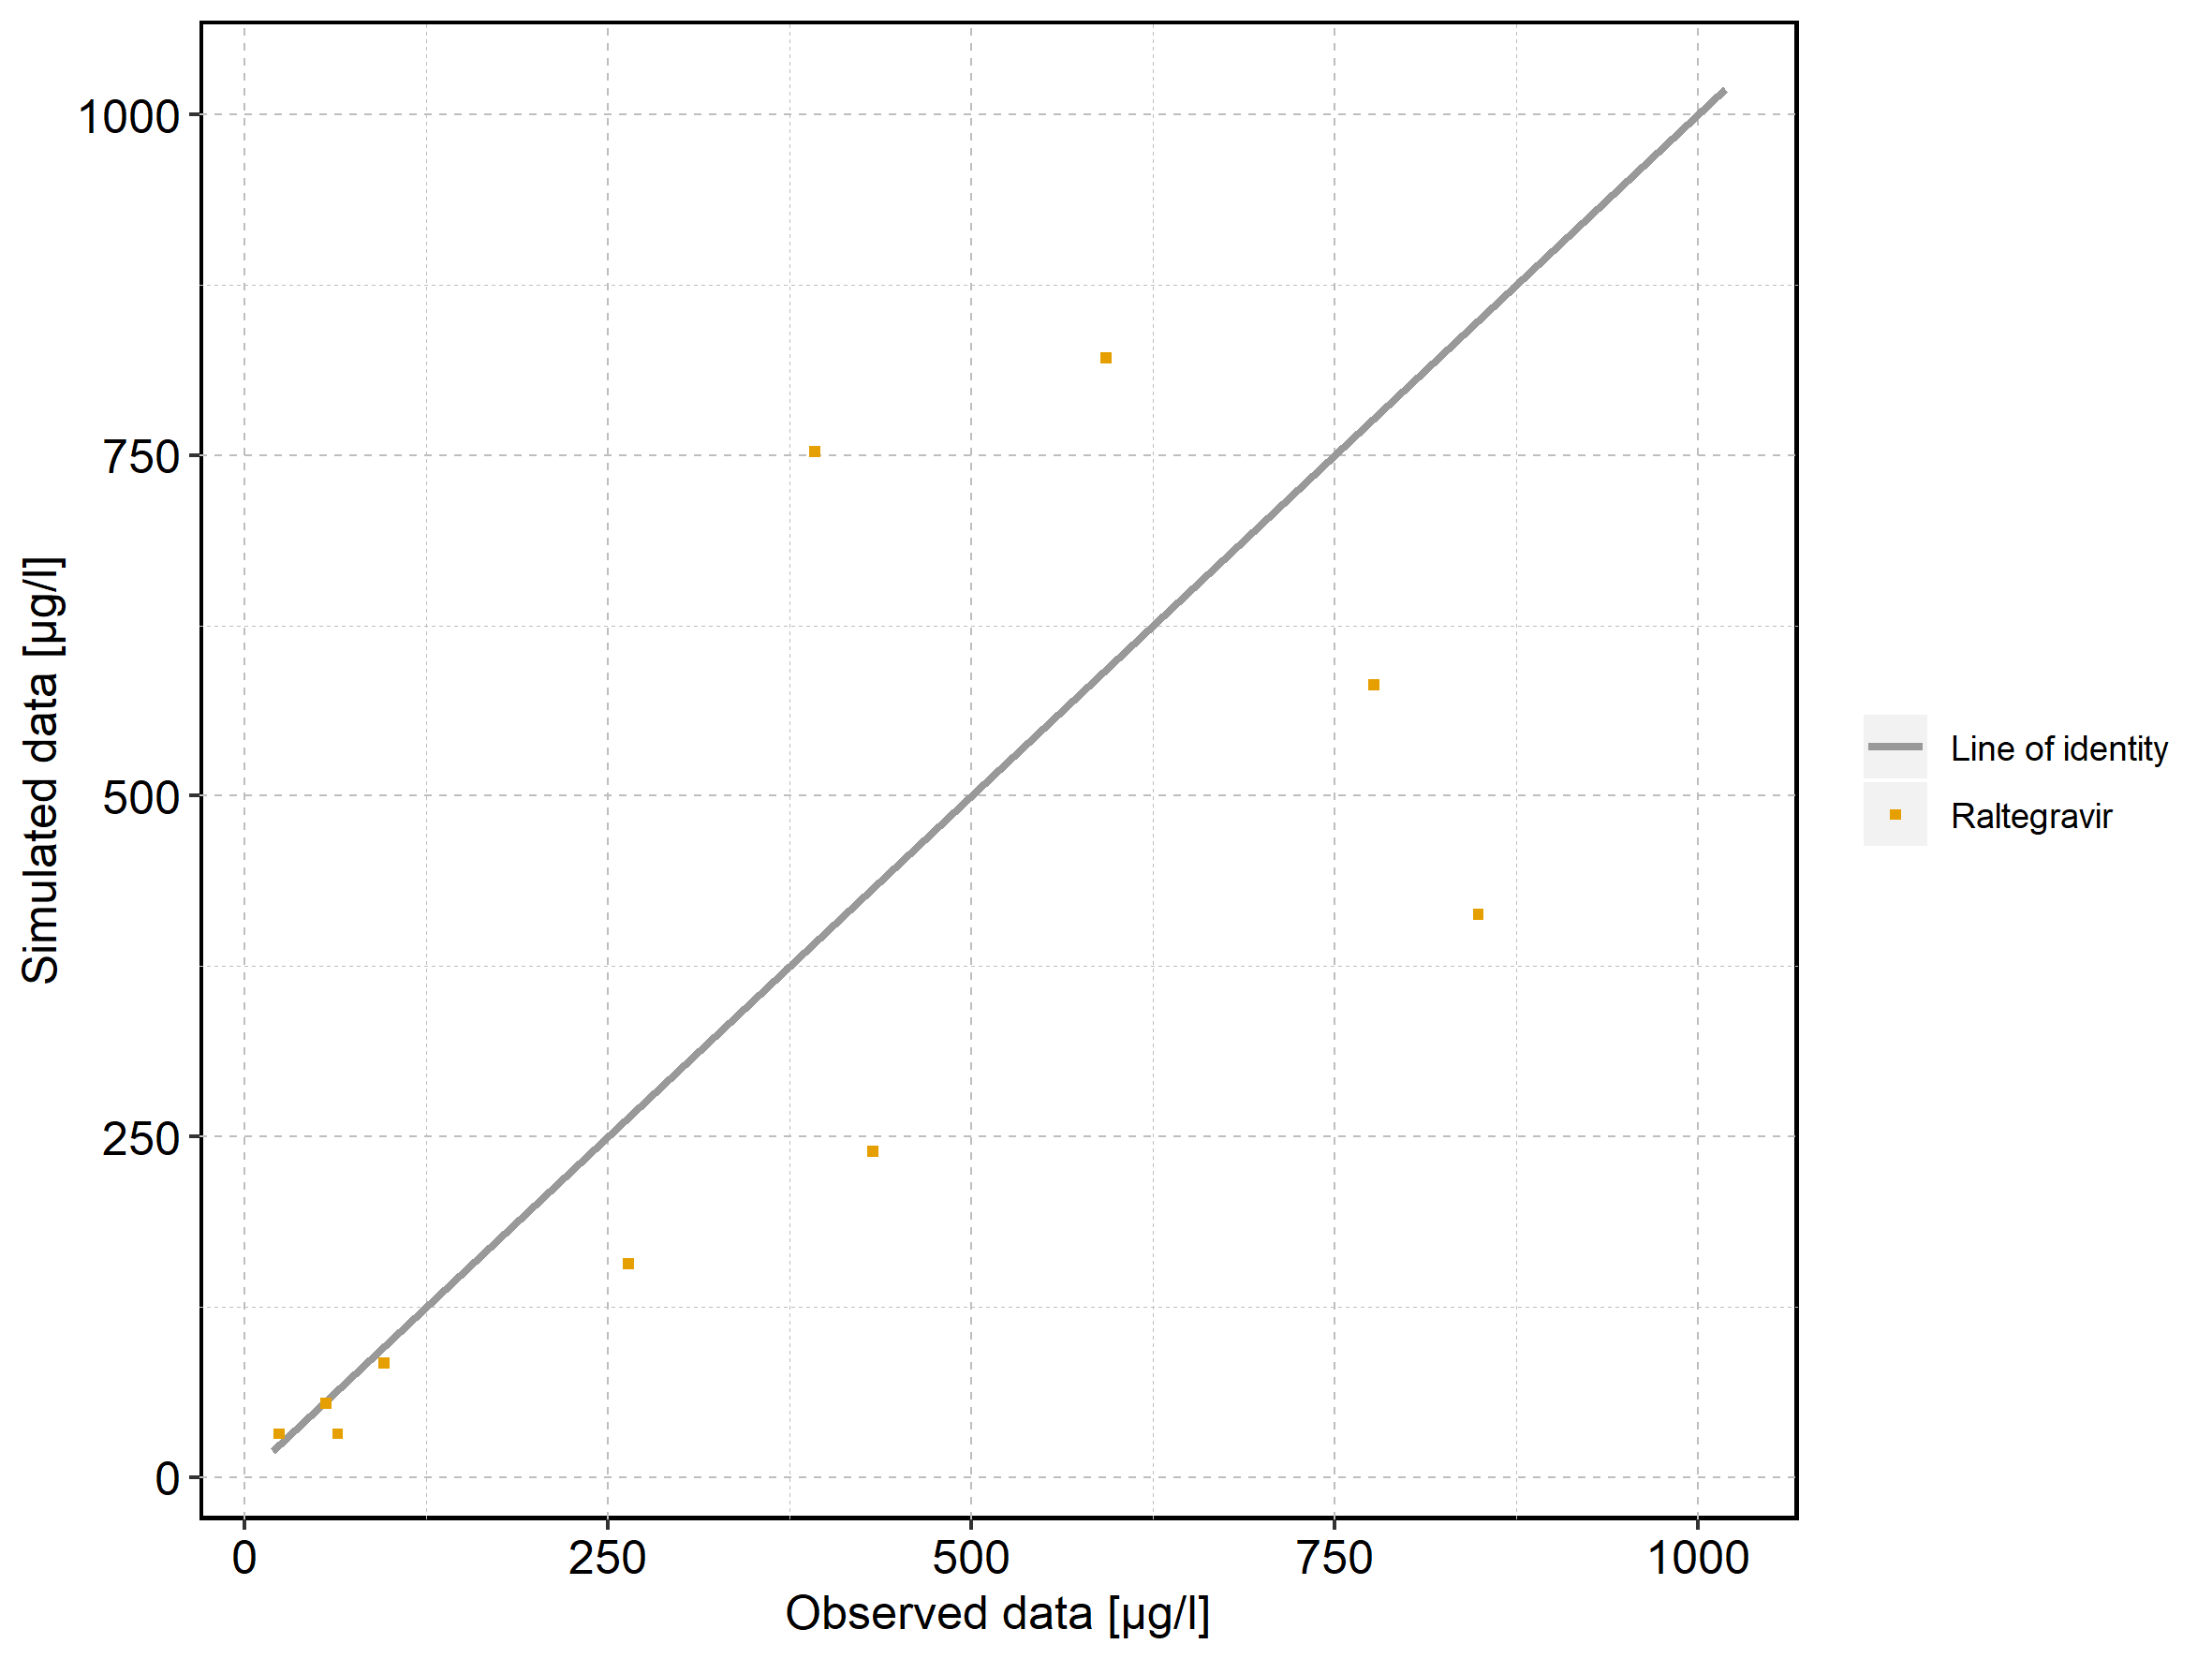 1000
750
500
250
0
0 250 500 750 1000
Observed data [µg/l]
Simulated data [µg/l]
Line of identity
Raltegravir